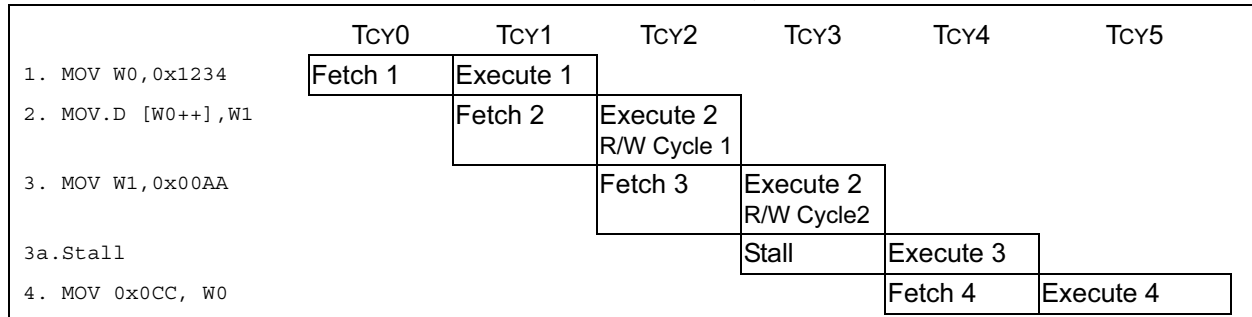 TCY0 TCY1 TCY2 TCY3 TCY4 TCY5
1. MOV W0,0x1234 Fetch 1 Execute 1
2. MOV.D [W0++],W1 Fetch 2 Execute 2
R/W Cycle 1
3. MOV W1,0x00AA Fetch 3 Execute 2
R/W Cycle2
3a.Stall Stall Execute 3
4. MOV 0x0CC, W0 Fetch 4 Execute 4